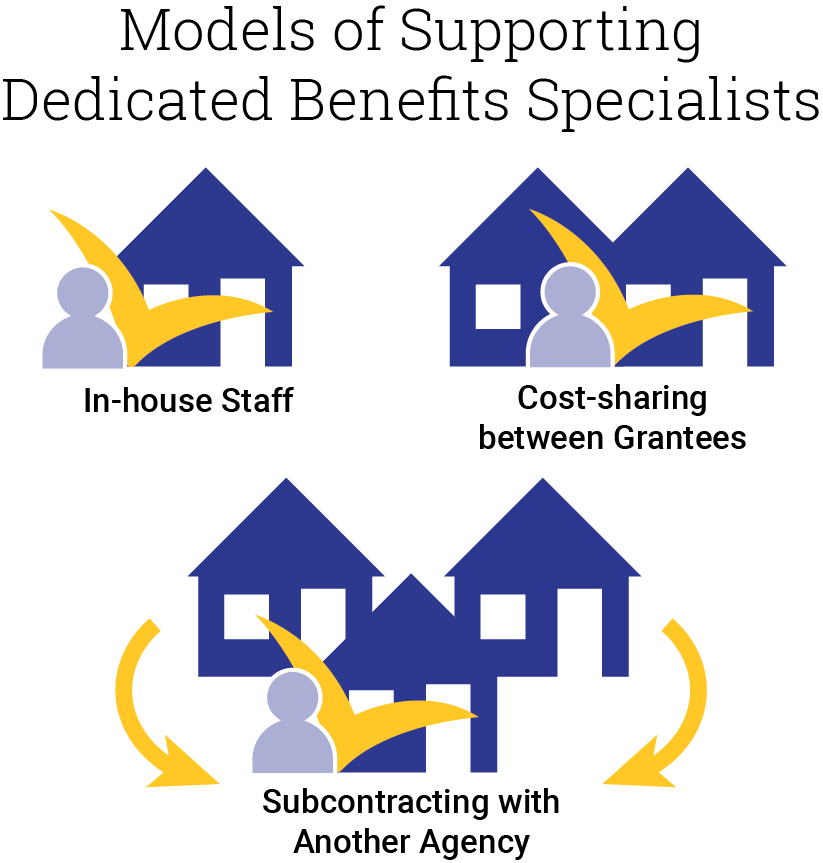 Models of Supporting
Dedicated Benefits Specialists
In-house Staff
Cost-sharing
between Grantees
Subcontracting with
Another Agency